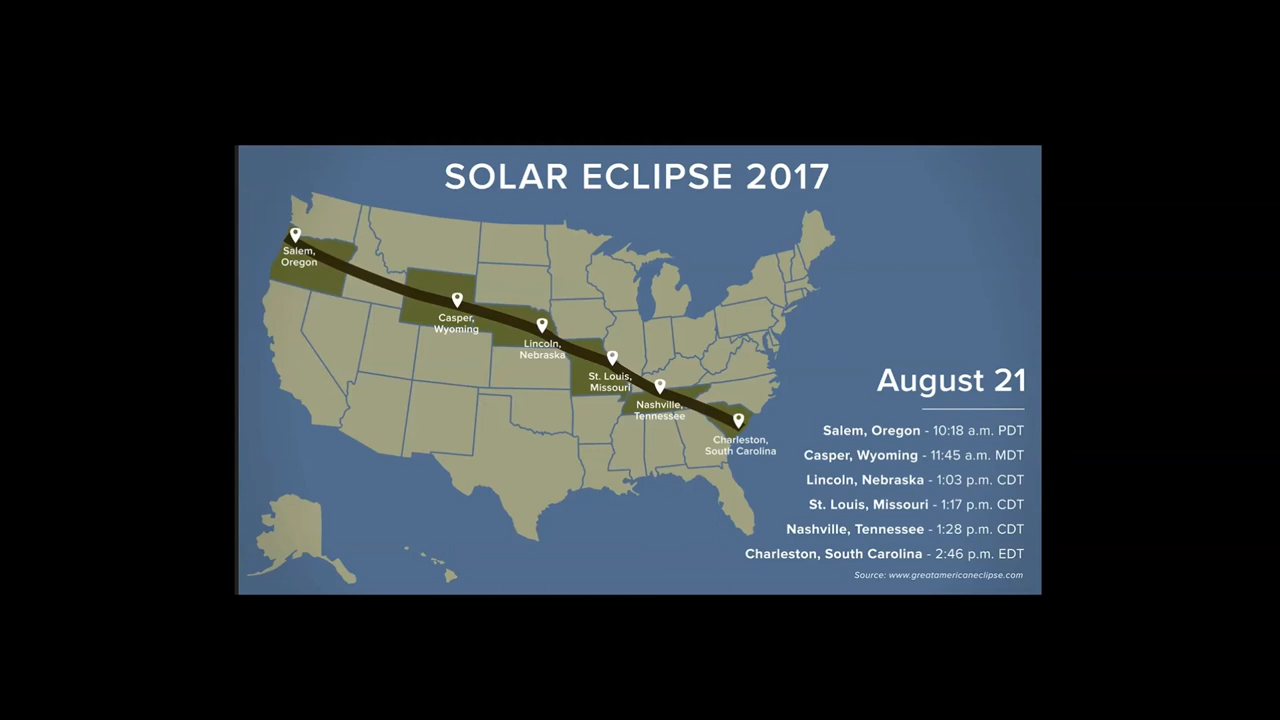 SOLAR ECLIPSE 2017
Salem,
Oregon
Casper,
Wyoming
Lincoln,
Nebraska
St. Louis,
Missouri
Nashville,
Tennessee
Charleston,
South Carolina
August 21
Salem, Oregon - 10:18 a.m. PDT
Casper, Wyoming - 11:45 a.m. MDT
Lincoln, Nebraska - 1:03 p.m. CDT
St. Louis, Missouri - 1:17 p.m. CDT
Nashville, Tennessee - 1:28 p.m. CDT
Charleston, South Carolina - 2:46 p.m. EDT
Source: www.greatamericaneclipse.com